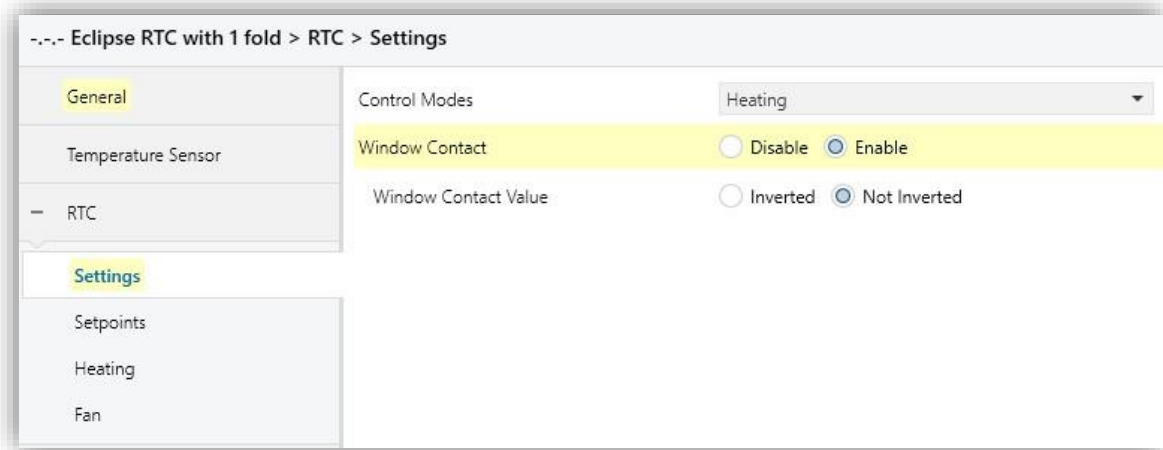 -.-.- Eclipse RTC with 1 fold > RTC > Settings
General
Temperature Sensor
– RTC
Settings
Setpoints
Heating
Fan
Control Modes Heating
Window Contact Disable Enable
Window Contact Value Inverted Not Inverted